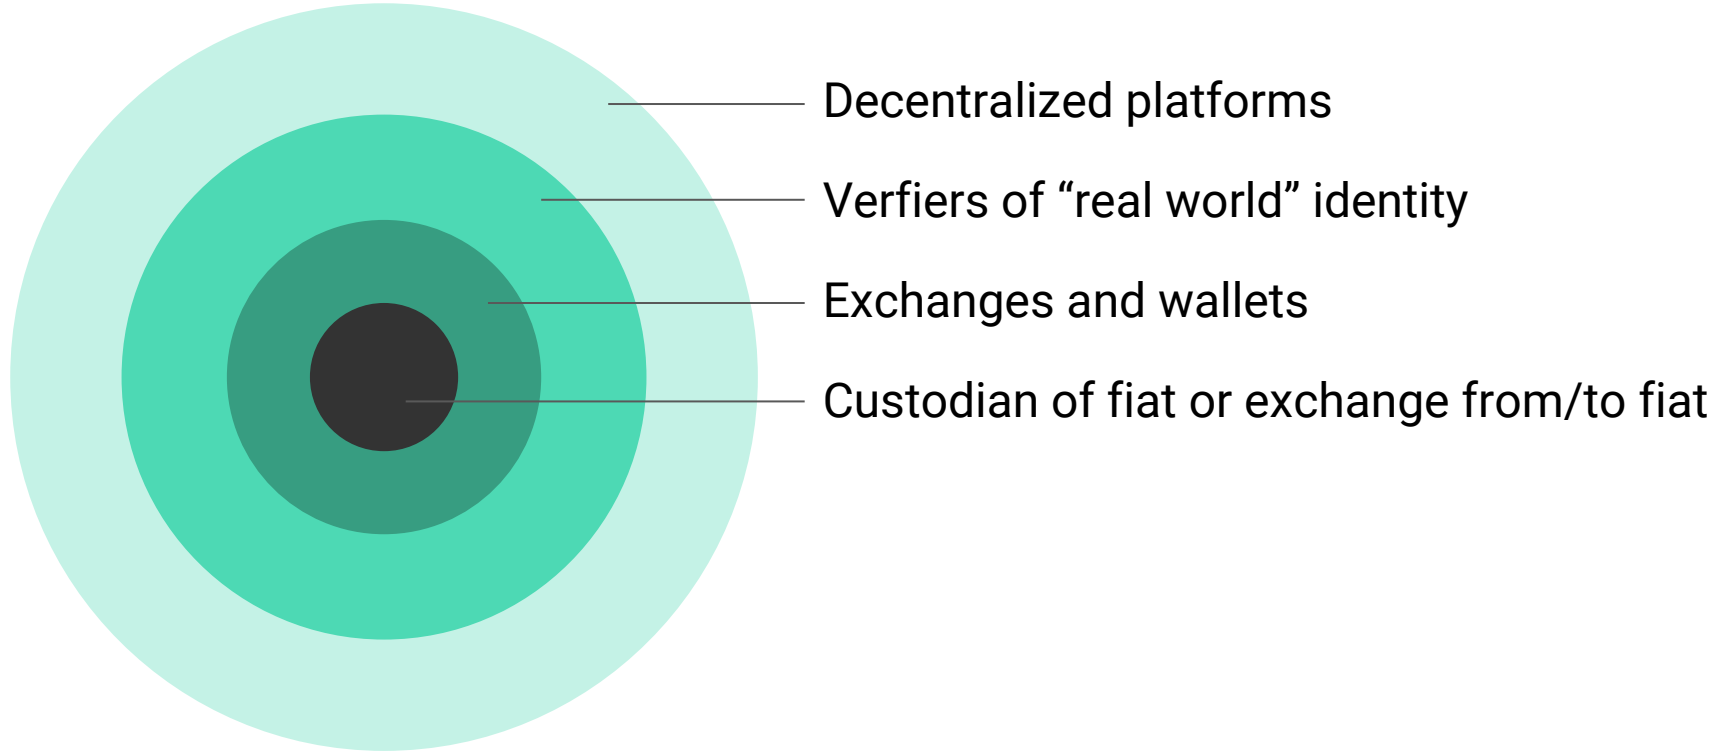 Decentralized platforms
Verfiers of “real world” identity
Exchanges and wallets
Custodian of fiat or exchange from/to fiat